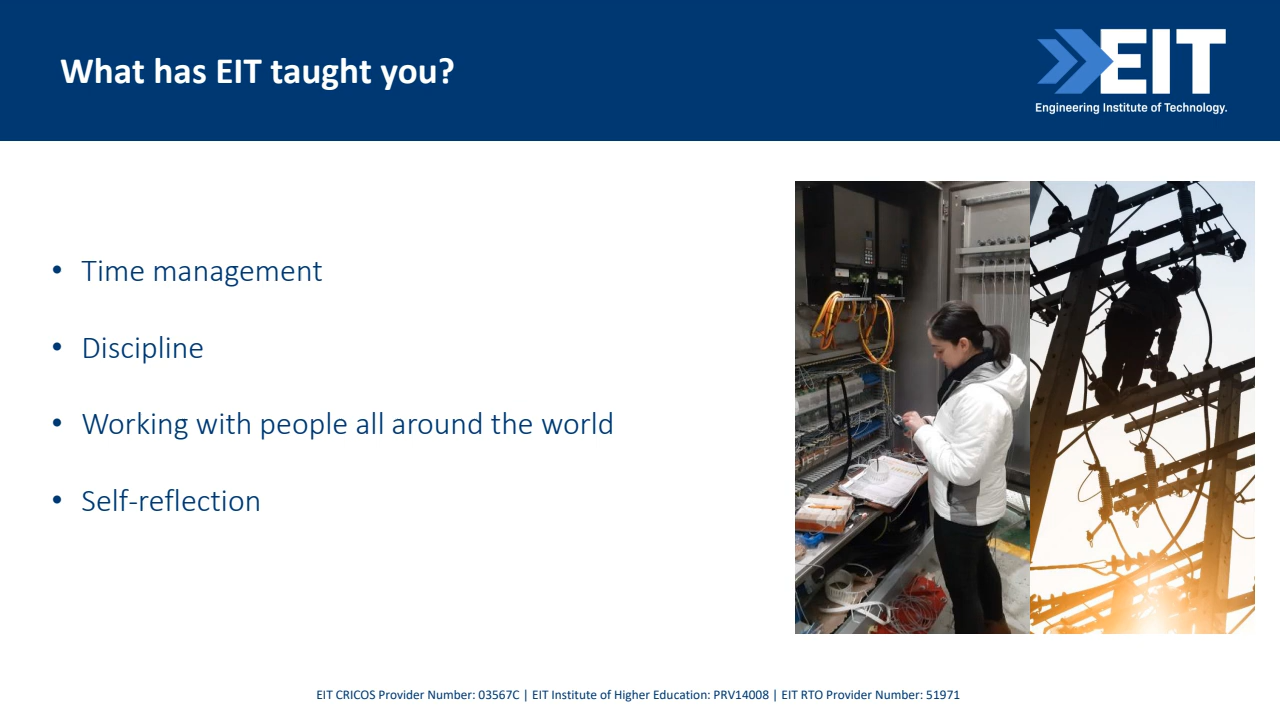 What has EIT taught you?
EIT
Engineering Institute of Technology.
• Time management
• Discipline
• Working with people all around the world
• Self-reflection
EIT CRICOS Provider Number: 03567C | EIT Institute of Higher Education: PRV14008 | EIT RTO Provider Number: 51971